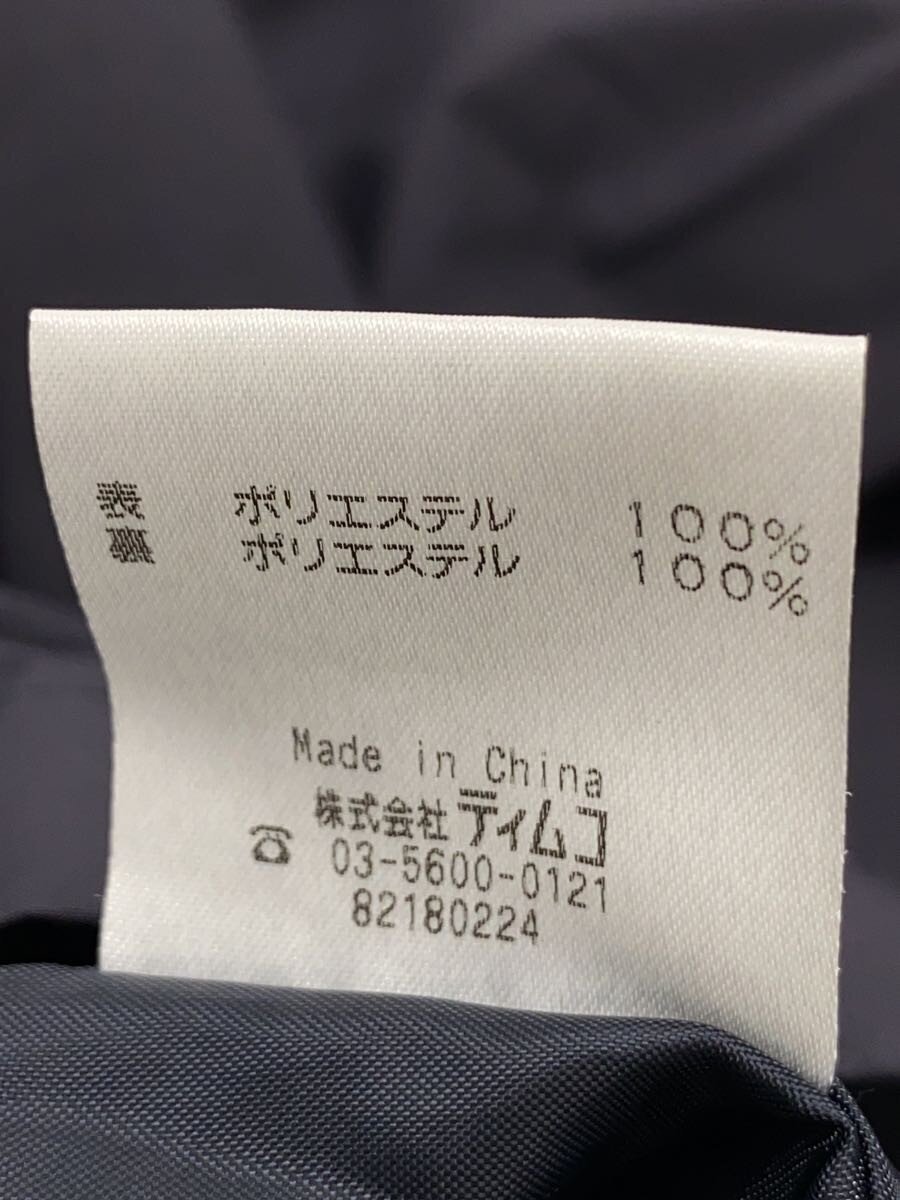 表 ポリエステル 100%
裏 ポリエステル 100%
Made in China
株式会社 ティムコ
☎ 03-5600-0121
82180224